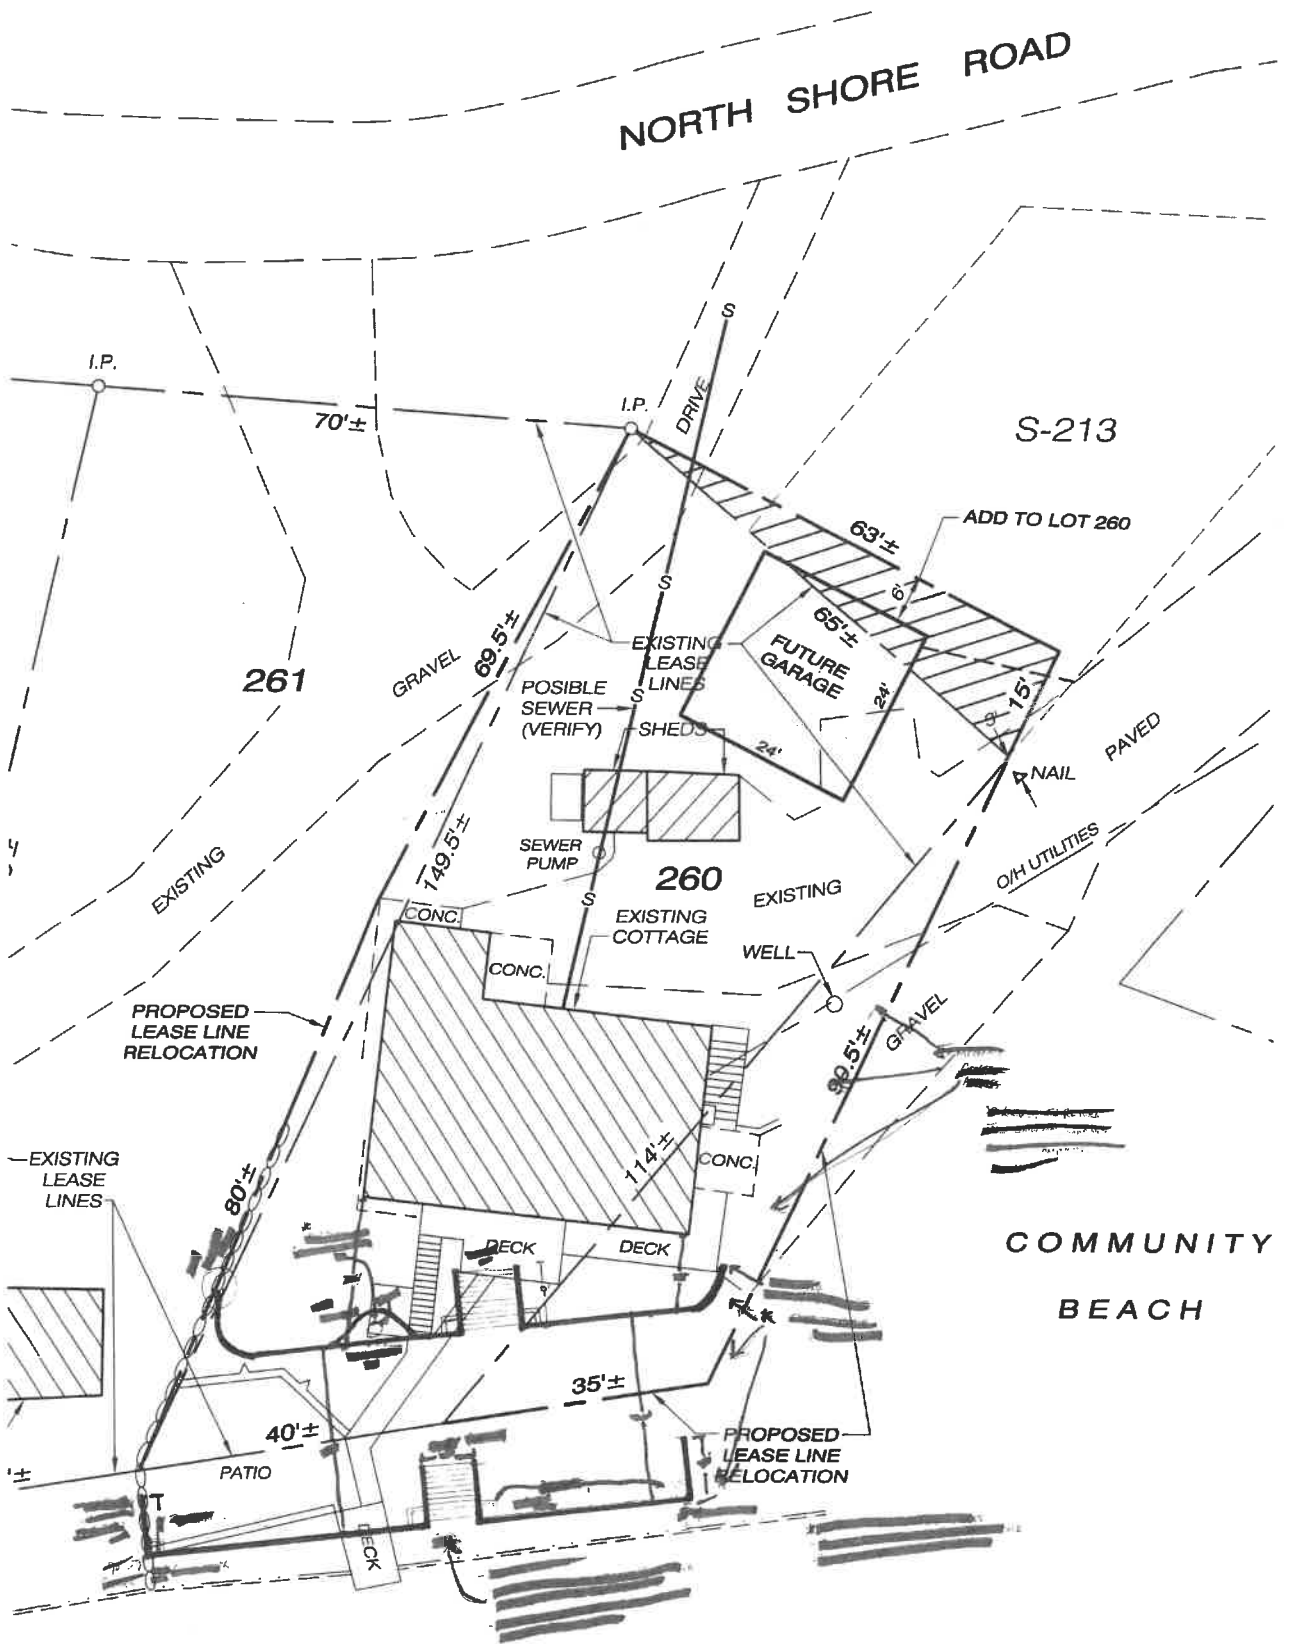 NORTH SHORE ROAD
S
I.P.
70'±
I.P.
DRIVE
S-213
ADD TO LOT 260
63'±
6'
S
65'±
69.5'±
EXISTING
LEASE
LINES
FUTURE
GARAGE
261
GRAVEL
POSIBLE
SEWER
(VERIFY)
S
SHEDS
24'
24'
15'
9'
PAVED
NAIL
149.5'±
SEWER
PUMP
260
O/H UTILITIES
EXISTING
EXISTING
S
CONC.
EXISTING
COTTAGE
WELL
CONC.
PROPOSED
LEASE LINE
RELOCATION
GRAVEL
99.5'±
EXISTING
LEASE
LINES
80'±
114'±
CONC.
DECK
DECK
COMMUNITY
BEACH
35'±
40'±
PATIO
PROPOSED
LEASE LINE
RELOCATION
DECK